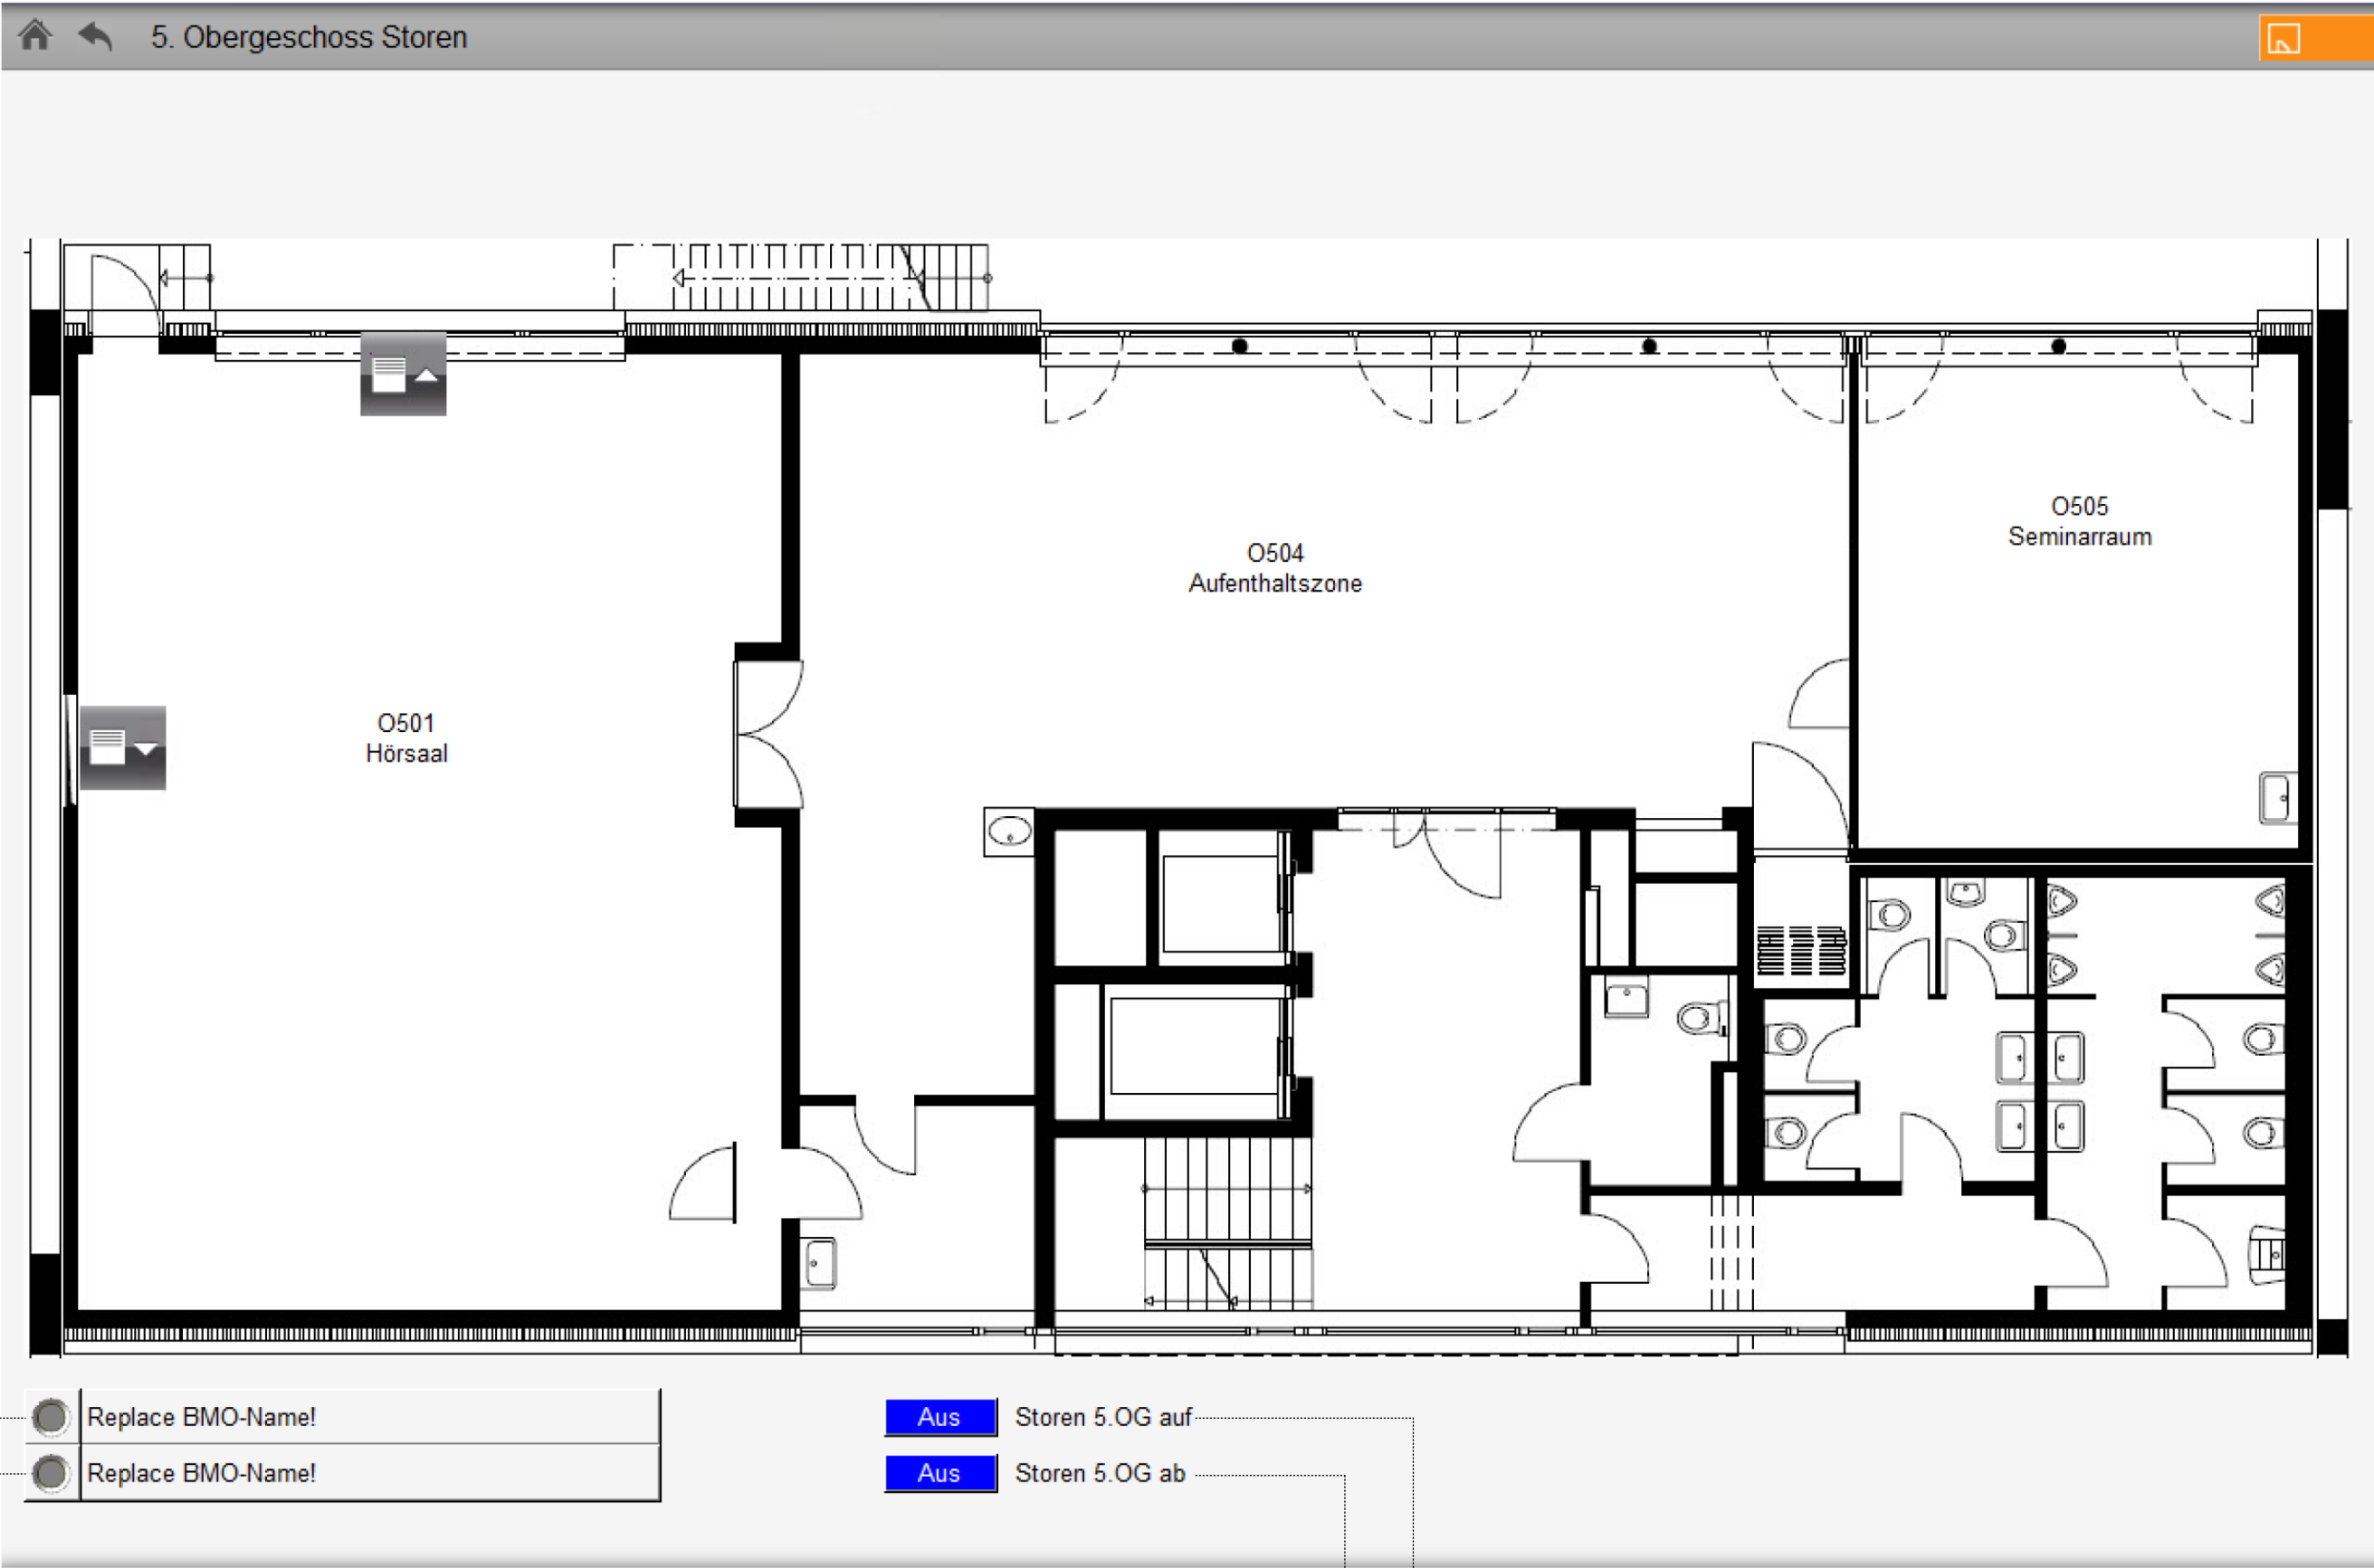 5. Obergeschoss Storen
O505
Seminarraum
O504
Aufenthaltszone
O501
Hörsaal
Replace BMO-Name!
Aus Storen 5.OG auf
Replace BMO-Name!
Aus Storen 5.OG ab